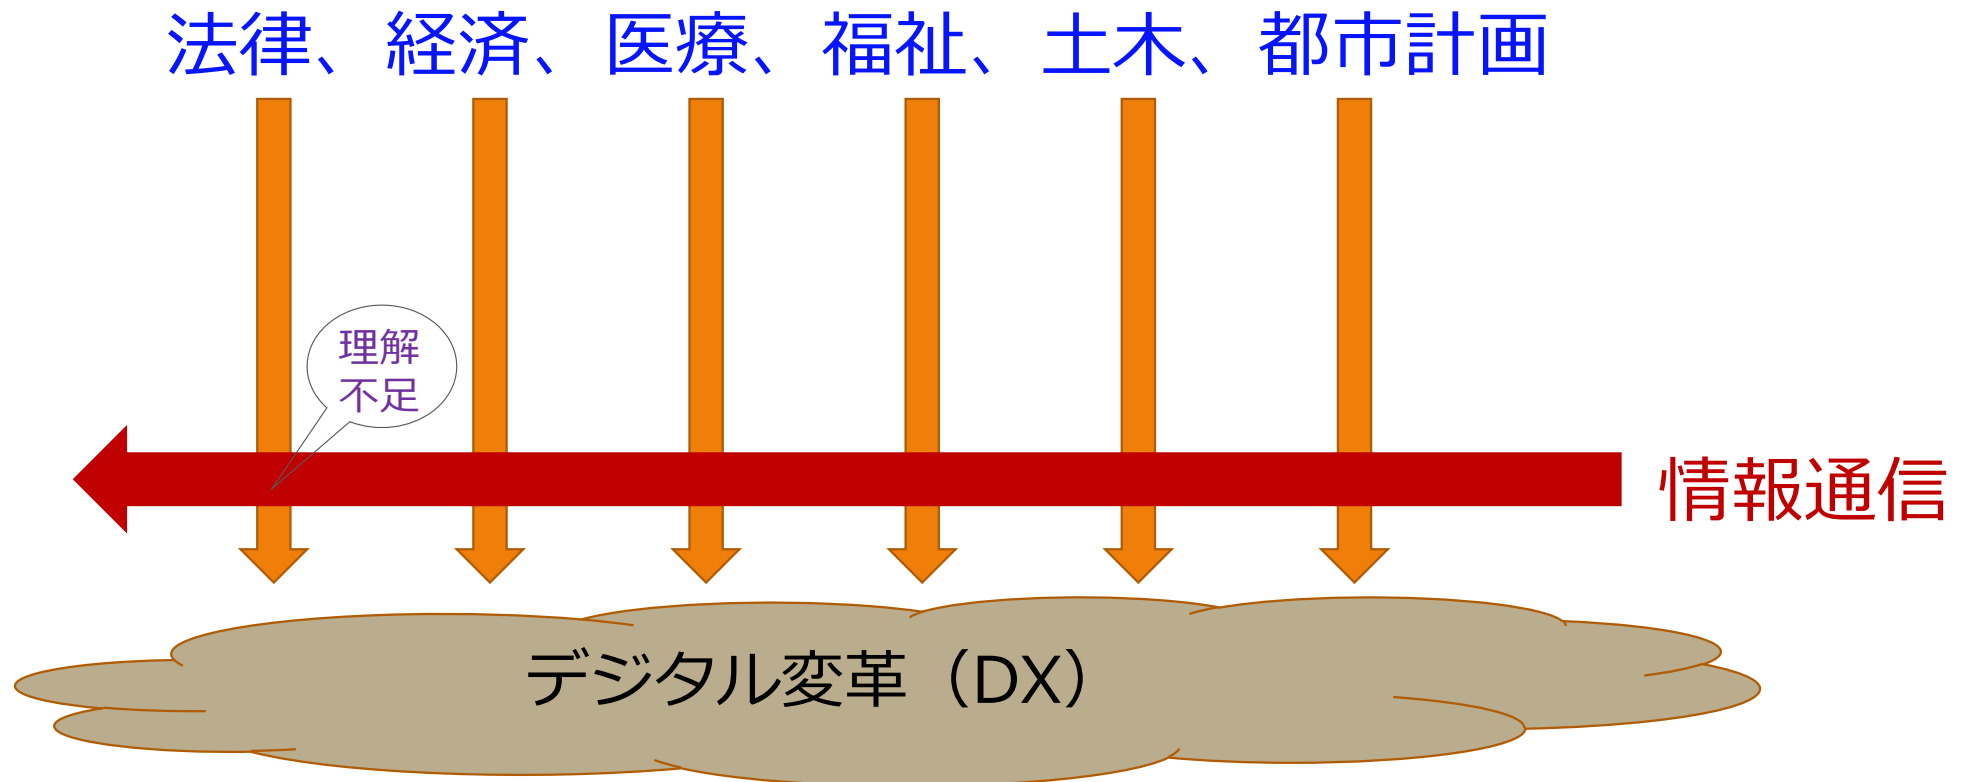 法律、経済、医療、福祉、土木、都市計画
理解
不足
情報通信
デジタル変革（DX）